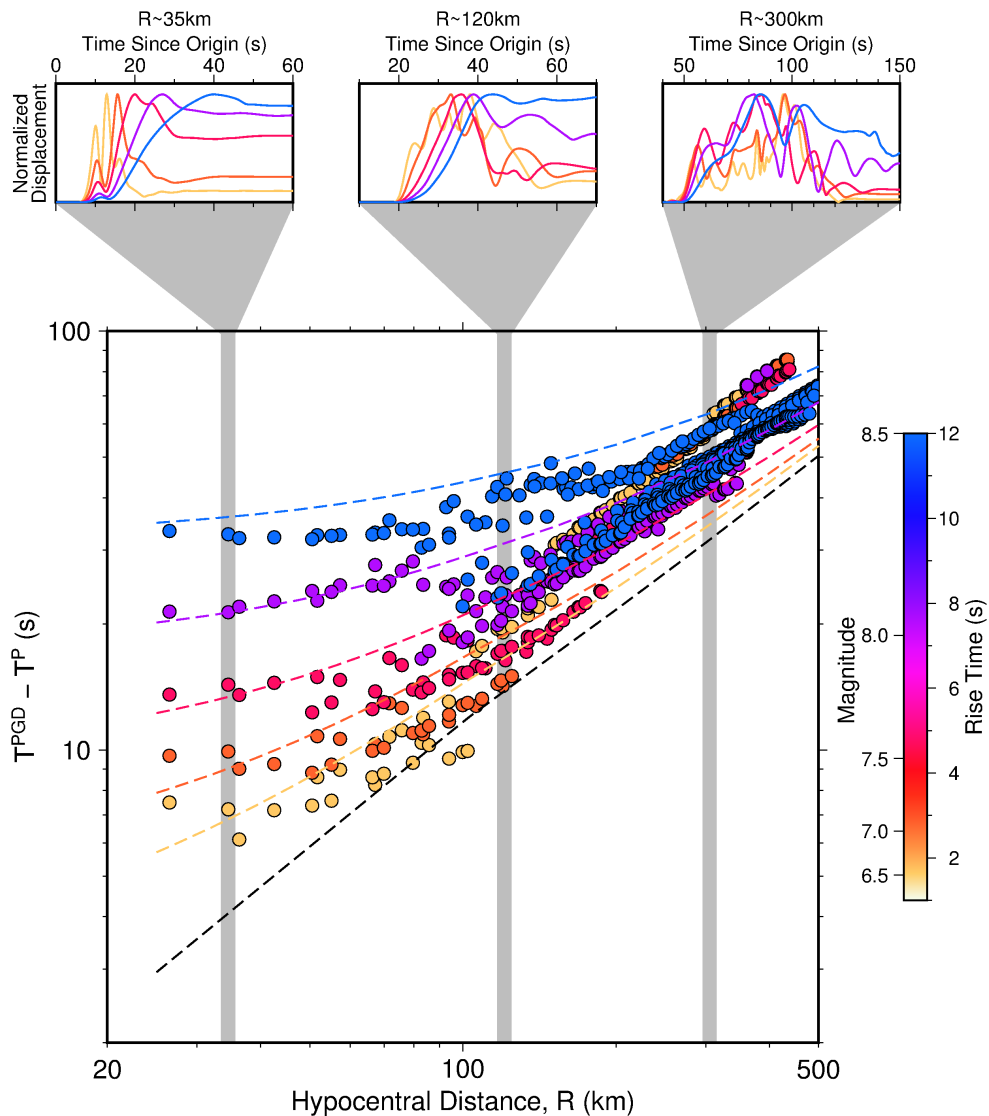 R~35km
Time Since Origin (s)
0 20 40 60
R~120km
Time Since Origin (s)
20 40 60
R~300km
Time Since Origin (s)
50 100 150
Normalized
Displacement
100
10
T^PGD – T^P (s)
20 100 500
Hypocentral Distance, R (km)
Magnitude
8.5
8.0
7.5
7.0
6.5
12
10
8
6
4
2
Rise Time (s)